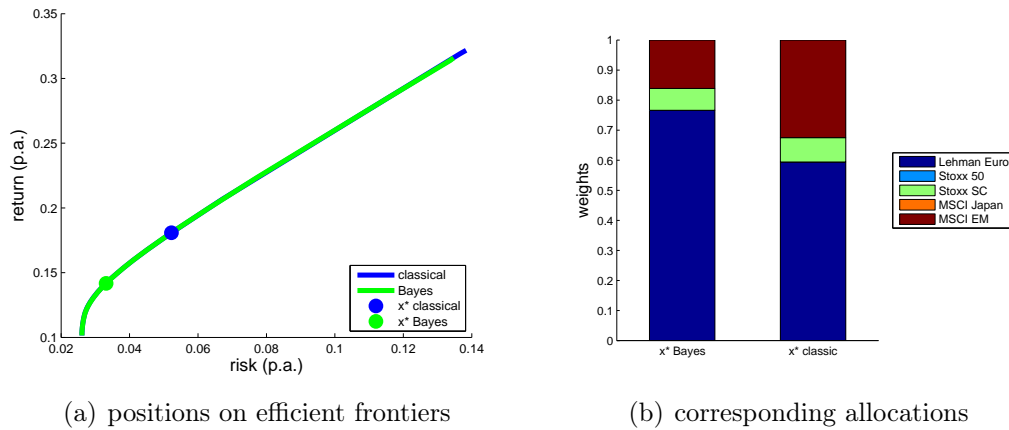 0.35
0.3
0.25
0.2
0.15
0.1
return (p.a.)
0.02
0.04
0.06
0.08
0.1
0.12
0.14
risk (p.a.)
classical
Bayes
x* classical
x* Bayes
(a) positions on efficient frontiers
1
0.9
0.8
0.7
0.6
0.5
0.4
0.3
0.2
0.1
0
weights
x* Bayes
x* classic
Lehman Euro
Stoxx 50
Stoxx SC
MSCI Japan
MSCI EM
(b) corresponding allocations